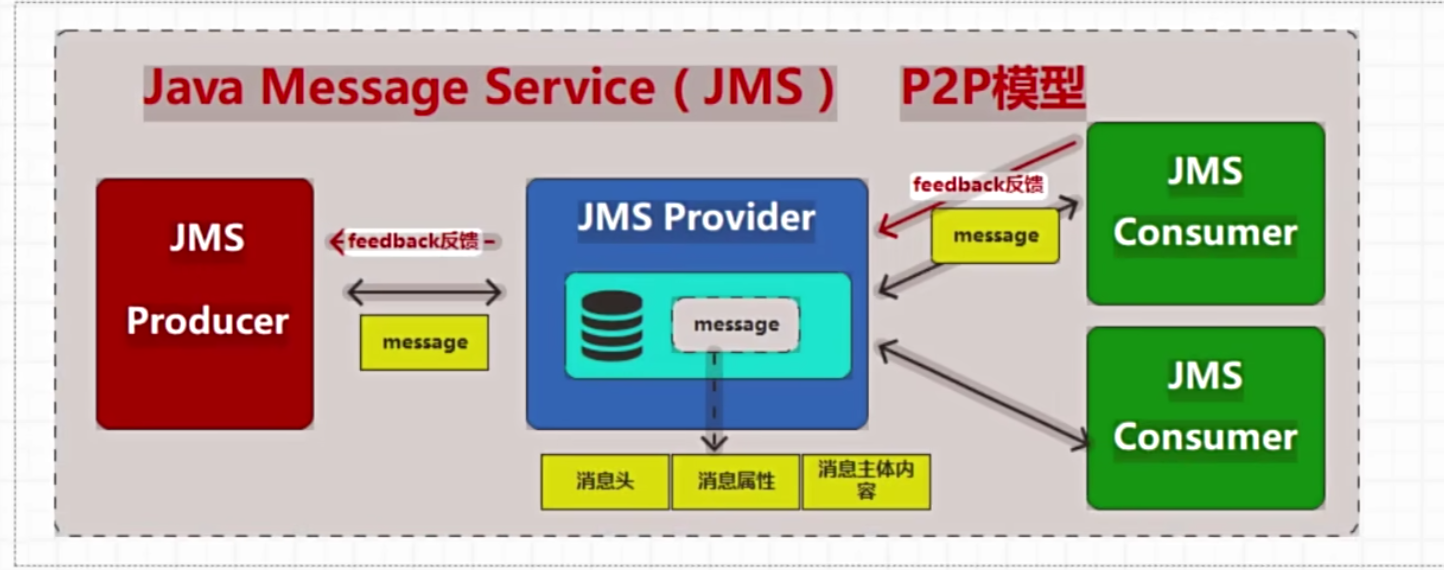 Java Message Service（JMS） P2P模型
JMS
Producer
feedback反馈
message
JMS Provider
message
消息头
消息属性
消息主体内
容
feedback反馈
message
JMS
Consumer
JMS
Consumer